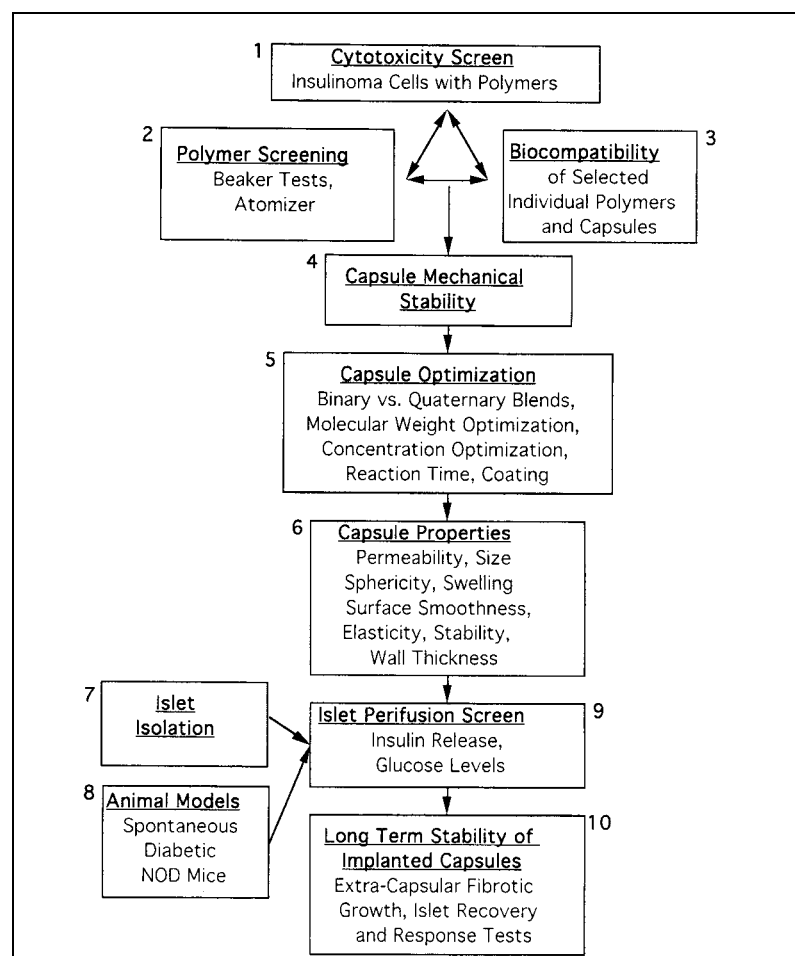 1
Cytotoxicity Screen
Insulinoma Cells with Polymers
2
Polymer Screening
Beaker Tests,
Atomizer
3
Biocompatibility
of Selected
Individual Polymers
and Capsules
4
Capsule Mechanical
Stability
5
Capsule Optimization
Binary vs. Quaternary Blends,
Molecular Weight Optimization,
Concentration Optimization,
Reaction Time, Coating
6
Capsule Properties
Permeability, Size
Sphericity, Swelling
Surface Smoothness,
Elasticity, Stability,
Wall Thickness
7
Islet
Isolation
8
Animal Models
Spontaneous
Diabetic
NOD Mice
9
Islet Perifusion Screen
Insulin Release,
Glucose Levels
10
Long Term Stability of
Implanted Capsules
Extra-Capsular Fibrotic
Growth, Islet Recovery
and Response Tests